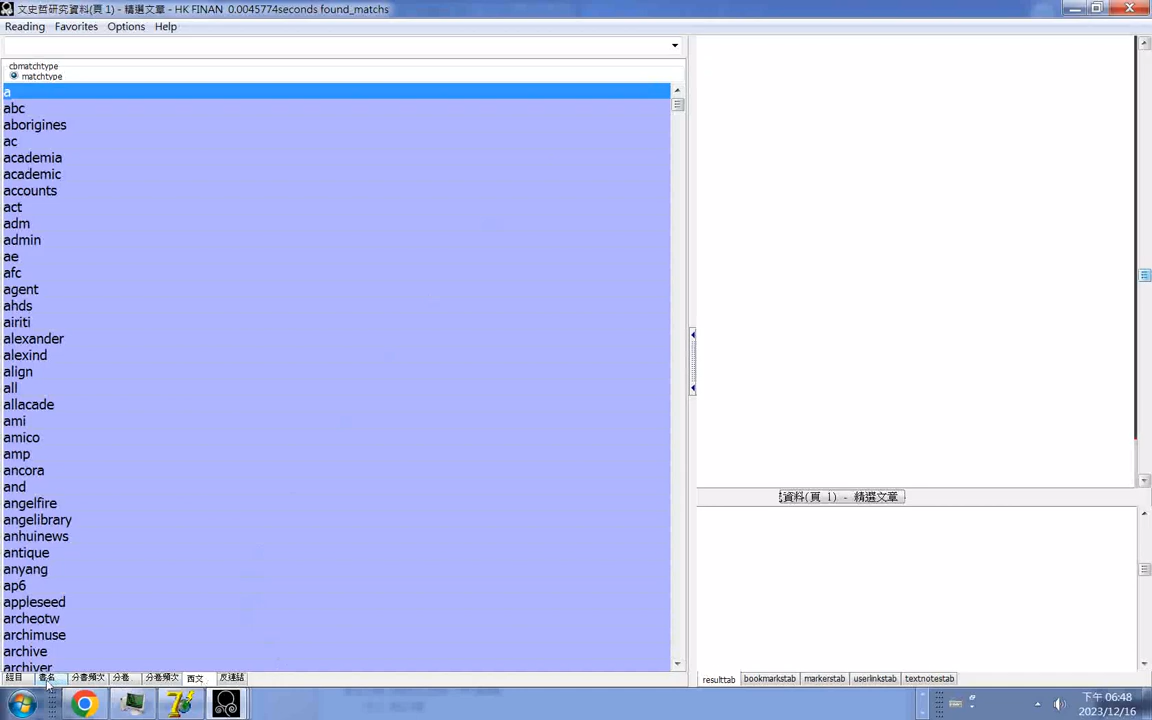 文史哲研究資料(頁 1) - 精選文章 - HK FINAN 0.0045774seconds found_matchs
Reading Favorites Options Help
cbmatchtype
matchtype
a
abc
aborigines
ac
academia
academic
accounts
act
adm
admin
ae
afc
agent
ahds
airiti
alexander
alexind
align
all
allacade
ami
amico
amp
ancora
and
angelfire
angelibrary
anhuinews
antique
anyang
ap6
appleseed
archeotw
archimuse
archive
archiver
資料(頁 1) - 精選文章
經目 書名 分書頻次 分卷 分卷頻次 西文 反連結
resulttab bookmarkstab markerstab userlinkstab textnotestab
下午 06:48
2023/12/16